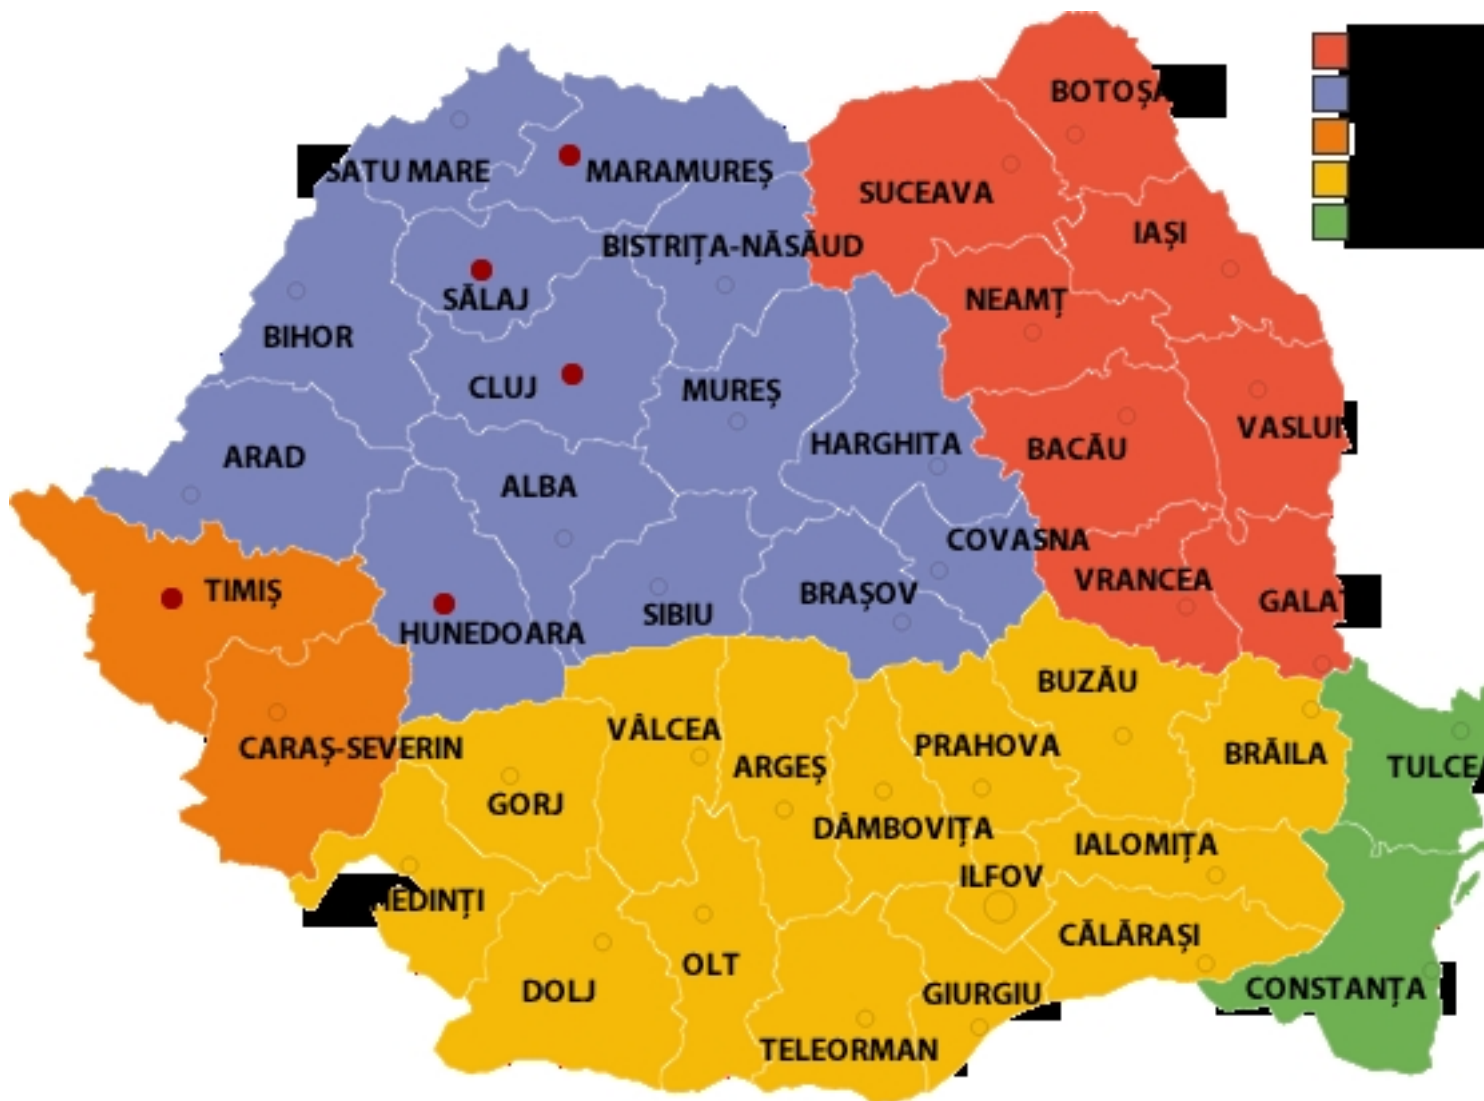 BOTOȘA
SATU MARE
MARAMUREȘ
SUCEAVA
IAȘI
BISTRIȚA-NĂSĂUD
SĂLAJ
NEAMȚ
BIHOR
CLUJ
MUREȘ
VASLUI
HARGHITA
BACĂU
ARAD
ALBA
COVASNA
TIMIȘ
BRAȘOV
VRANCEA
GALA
SIBIU
HUNEDOARA
BUZĂU
VÂLCEA
CARAȘ-SEVERIN
PRAHOVA
BRĂILA
ARGEȘ
TULCEA
GORJ
DÂMBOVIȚA
IALOMIȚA
ILFOV
HEDINȚI
CĂLĂRAȘI
OLT
DOLJ
GIURGIU
CONSTANȚA
TELEORMAN